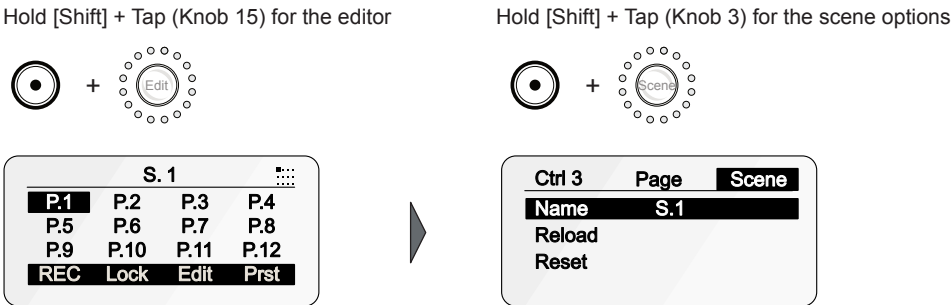 Hold [Shift] + Tap (Knob 15) for the editor
+ Edit
S. 1
P.1 P.2 P.3 P.4
P.5 P.6 P.7 P.8
P.9 P.10 P.11 P.12
REC Lock Edit Prst
Hold [Shift] + Tap (Knob 3) for the scene options
+ Scene
Ctrl 3 Page Scene
Name S.1
Reload
Reset